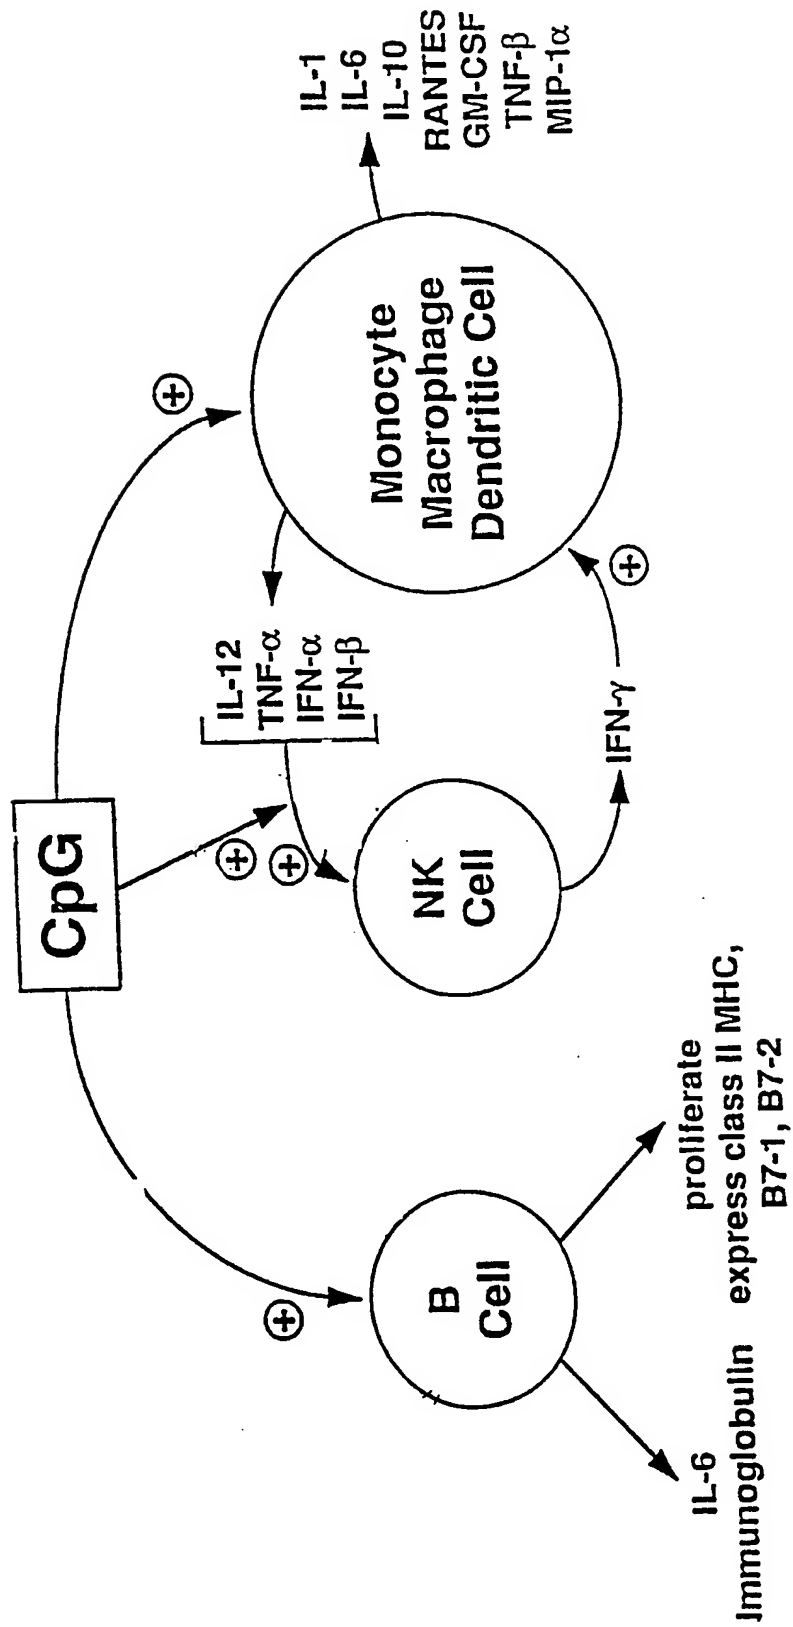 CpG
⊕
⊕
⊕
⊕
⊕
B
Cell
IL-6
Immunoglobulin
proliferate
express class II MHC,
B7-1, B7-2
NK
Cell
IL-12
TNF-α
IFN-α
IFN-β
IFN-γ
Monocyte
Macrophage
Dendritic Cell
IL-1
IL-6
IL-10
RANTES
GM-CSF
TNF-β
MIP-1α